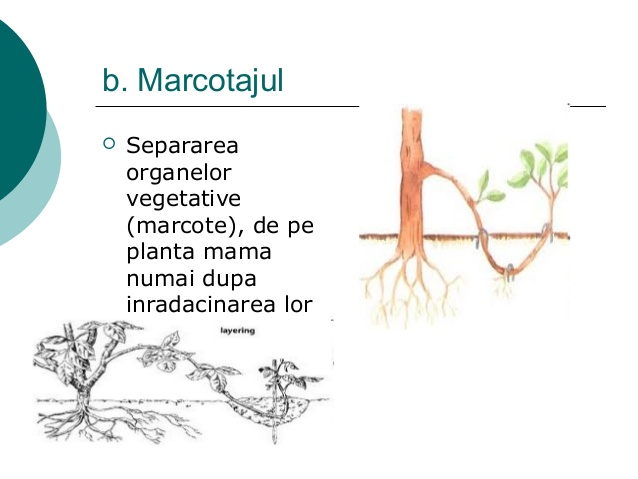 b. Marcotajul
Separarea
organelor
vegetative
(marcote), de pe
planta mama
numai dupa
inradacinarea lor
layering